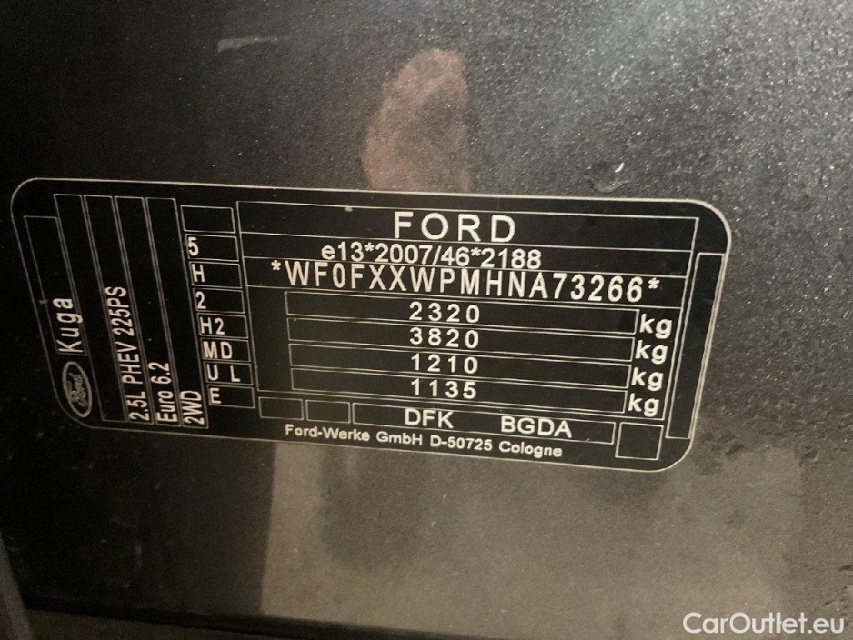 FORD
e13*2007/46*2188
*WF0FXXWPMHNA73266*
2320 kg
3820 kg
1210 kg
1135 kg
DFK BGDA
Ford-Werke GmbH D-50725 Cologne
5
H
2
H2
MD
U L
E
Ford
Kuga
2.5L PHEV 225PS
Euro 6.2
2WD
CarOutlet.eu